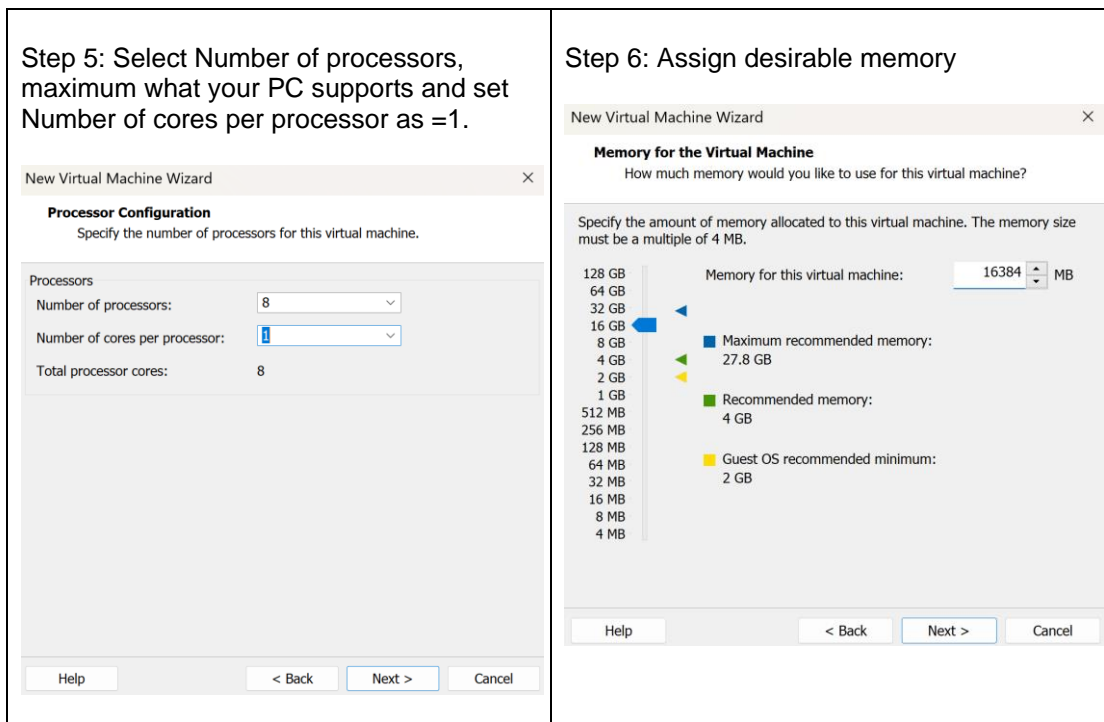 Step 5: Select Number of processors,
maximum what your PC supports and set
Number of cores per processor as =1.
New Virtual Machine Wizard
Processor Configuration
Specify the number of processors for this virtual machine.
Processors
Number of processors: 8
Number of cores per processor: 1
Total processor cores: 8
Help < Back Next > Cancel
Step 6: Assign desirable memory
New Virtual Machine Wizard
Memory for the Virtual Machine
How much memory would you like to use for this virtual machine?
Specify the amount of memory allocated to this virtual machine. The memory size
must be a multiple of 4 MB.
Memory for this virtual machine: 16384 MB
128 GB
64 GB
32 GB
16 GB
8 GB
4 GB
2 GB
1 GB
512 MB
256 MB
128 MB
64 MB
32 MB
16 MB
8 MB
4 MB
Maximum recommended memory:
27.8 GB
Recommended memory:
4 GB
Guest OS recommended minimum:
2 GB
Help < Back Next > Cancel